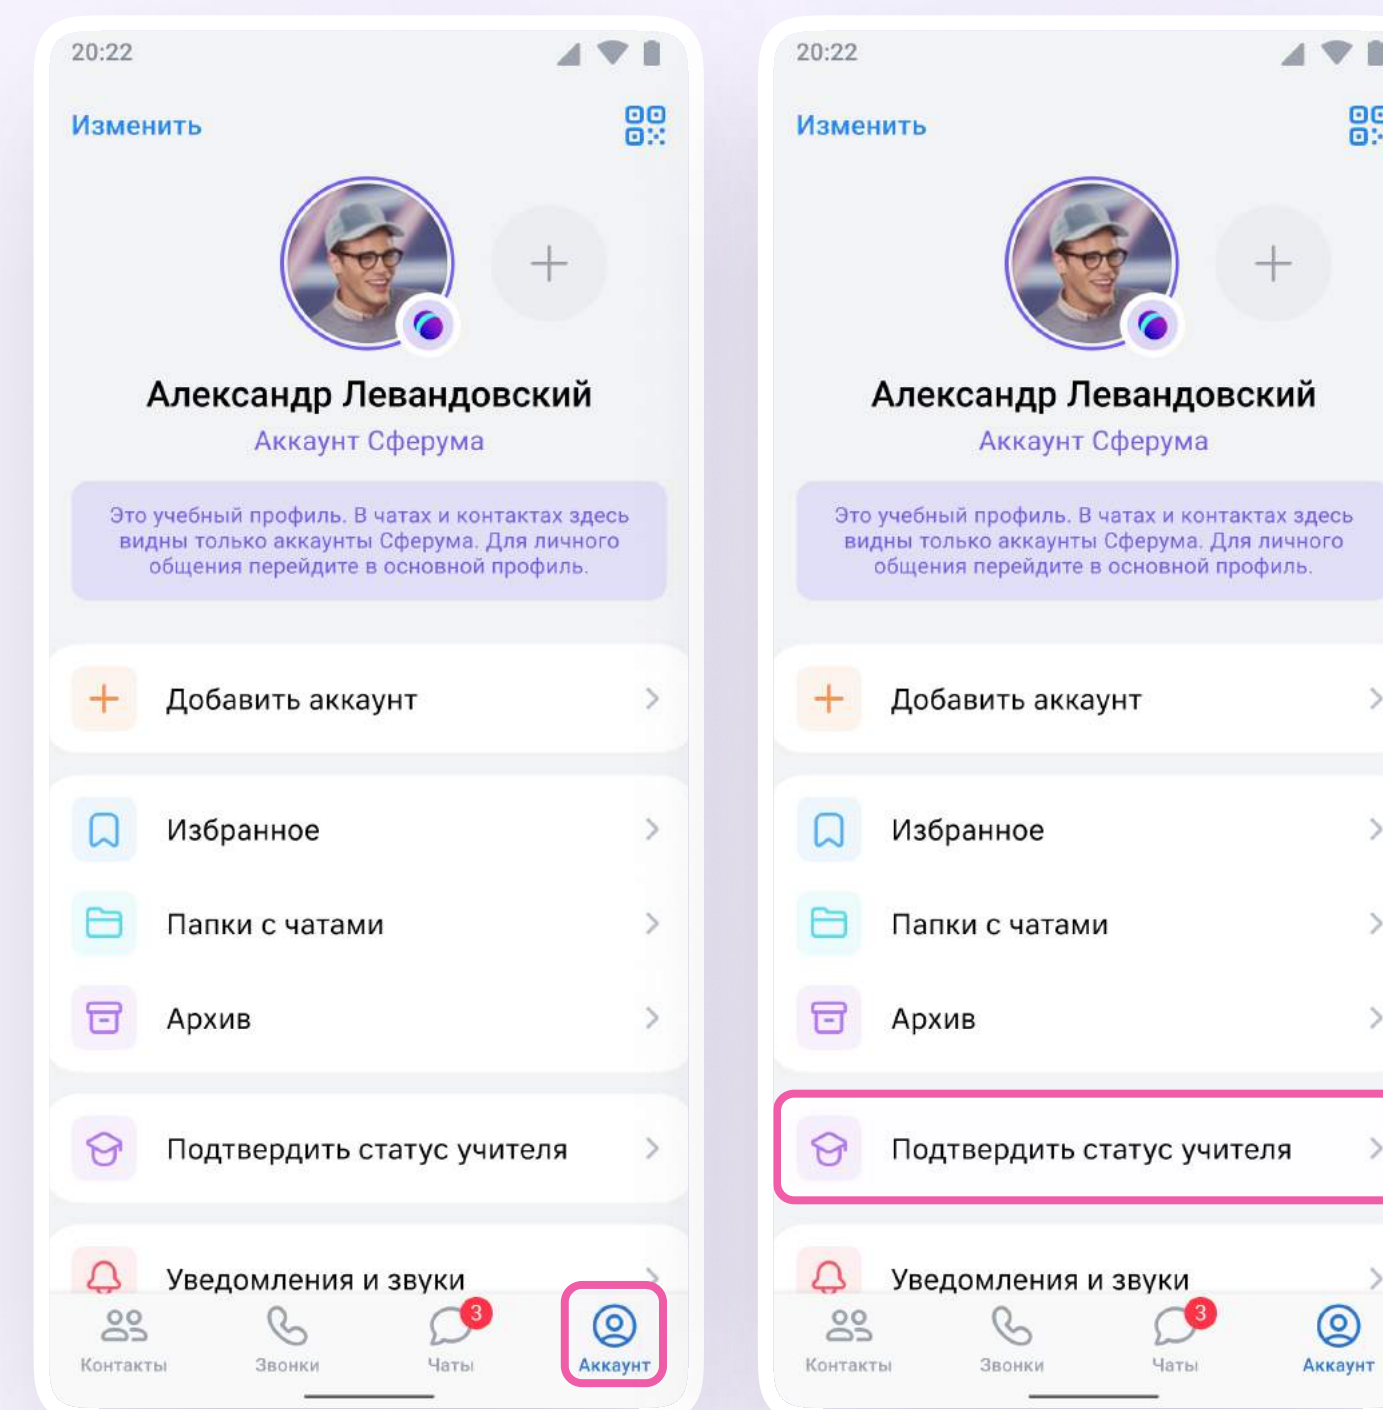 20:22
Изменить
Александр Левандовский
Аккаунт Сферума
Это учебный профиль. В чатах и контактах здесь
видны только аккаунты Сферума. Для личного
общения перейдите в основной профиль.
Добавить аккаунт
Избранное
Папки с чатами
Архив
Подтвердить статус учителя
Уведомления и звуки
3
Контакты
Звонки
Чаты
Аккаунт
20:22
Изменить
Александр Левандовский
Аккаунт Сферума
Это учебный профиль. В чатах и контактах здесь
видны только аккаунты Сферума. Для личного
общения перейдите в основной профиль.
Добавить аккаунт
Избранное
Папки с чатами
Архив
Подтвердить статус учителя
Уведомления и звуки
3
Контакты
Звонки
Чаты
Аккаунт